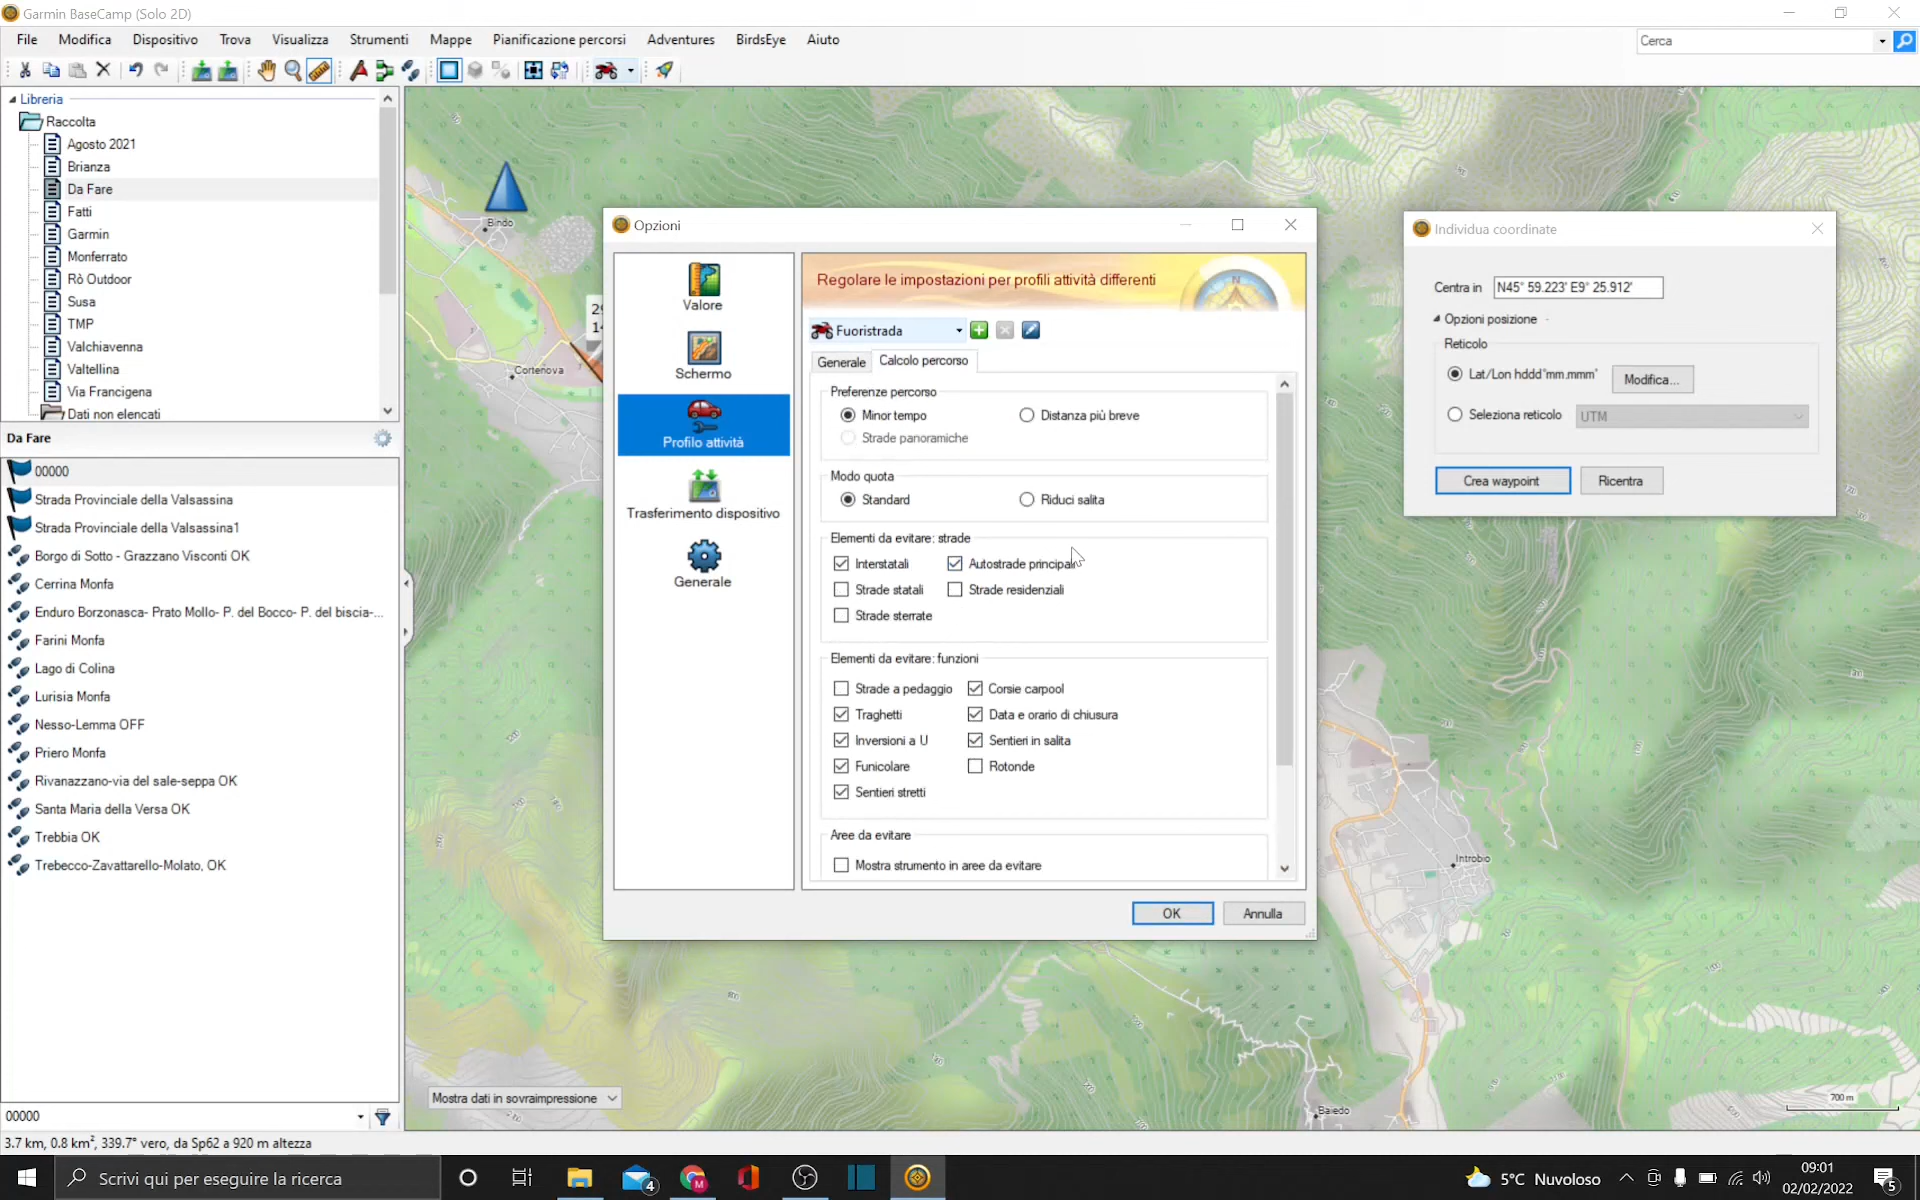 Garmin BaseCamp (Solo 2D)
File Modifica Dispositivo Trova Visualizza Strumenti Mappe Pianificazione percorsi Adventures BirdsEye Aiuto
Cerca
Libreria
Raccolta
Agosto 2021
Brianza
Da Fare
Fatti
Garmin
Monferrato
Rò Outdoor
Susa
TMP
Valchiavenna
Valtellina
Via Francigena
Dati non elencati
Da Fare
00000
Strada Provinciale della Valsassina
Strada Provinciale della Valsassina1
Borgo di Sotto - Grazzano Visconti OK
Cerrina Monfa
Enduro Borzonasca- Prato Mollo- P. del Bocco- P. del biscia-...
Farini Monfa
Lago di Colina
Lurisia Monfa
Nesso-Lemma OFF
Priero Monfa
Rivanazzano-via del sale-seppa OK
Santa Maria della Versa OK
Trebbia OK
Trebecco-Zavattarello-Molato, OK
00000
3.7 km, 0.8 km², 339.7° vero, da Sp62 a 920 m altezza
Bindo
Cortenova
Introbio
Baiedo
700 m
Mostra dati in sovraimpressione
Opzioni
Valore
Schermo
Profilo attività
Trasferimento dispositivo
Generale
Regolare le impostazioni per profili attività differenti
Fuoristrada
Generale Calcolo percorso
Preferenze percorso
Minor tempo Distanza più breve
Strade panoramiche
Modo quota
Standard Riduci salita
Elementi da evitare: strade
Interstatali Autostrade principali
Strade statali Strade residenziali
Strade sterrate
Elementi da evitare: funzioni
Strade a pedaggio Corsie carpool
Traghetti Data e orario di chiusura
Inversioni a U Sentieri in salita
Funicolare Rotonde
Sentieri stretti
Aree da evitare
Mostra strumento in aree da evitare
OK Annulla
Individua coordinate
Centra in N45° 59.223' E9° 25.912'
Opzioni posizione
Reticolo
Lat/Lon hddd°mm.mmm' Modifica...
Seleziona reticolo UTM
Crea waypoint Ricentra
Scrivi qui per eseguire la ricerca
4
M
5°C Nuvoloso
09:01
02/02/2022
5